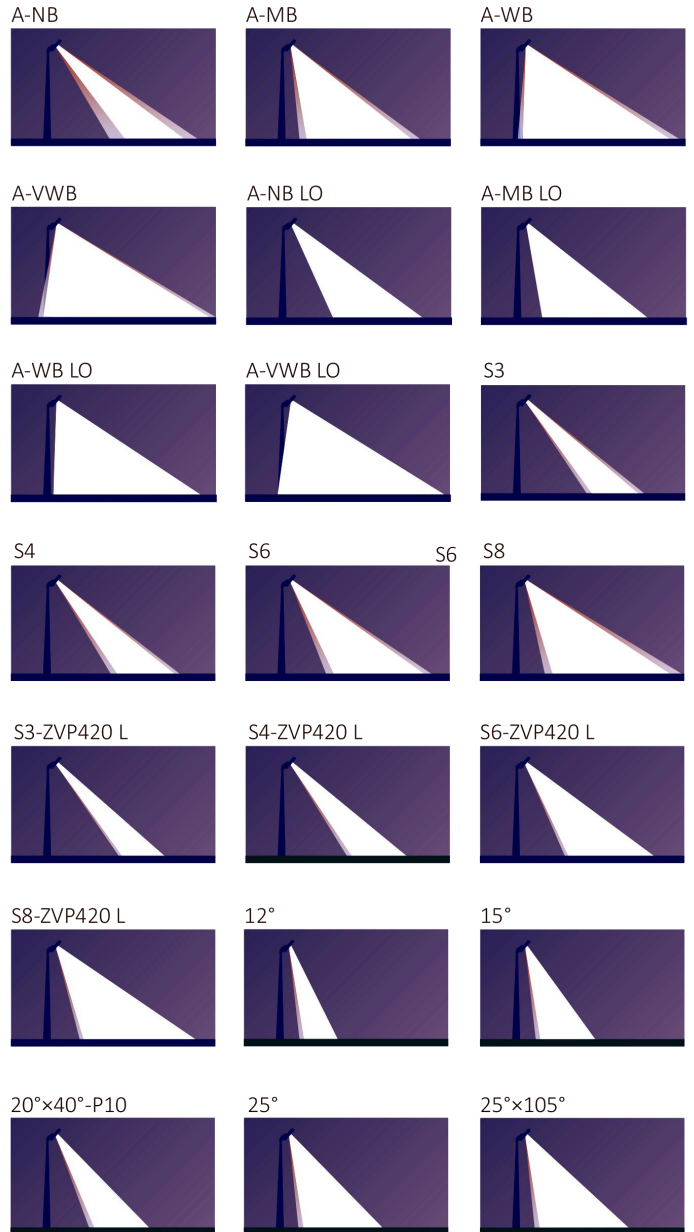 A-NB A-MB A-WB
A-VWB A-NB LO A-MB LO
A-WB LO A-VWB LO S3
S4 S6 S6 S8
S3-ZVP420 L S4-ZVP420 L S6-ZVP420 L
S8-ZVP420 L 12° 15°
20°×40°-P10 25° 25°×105°